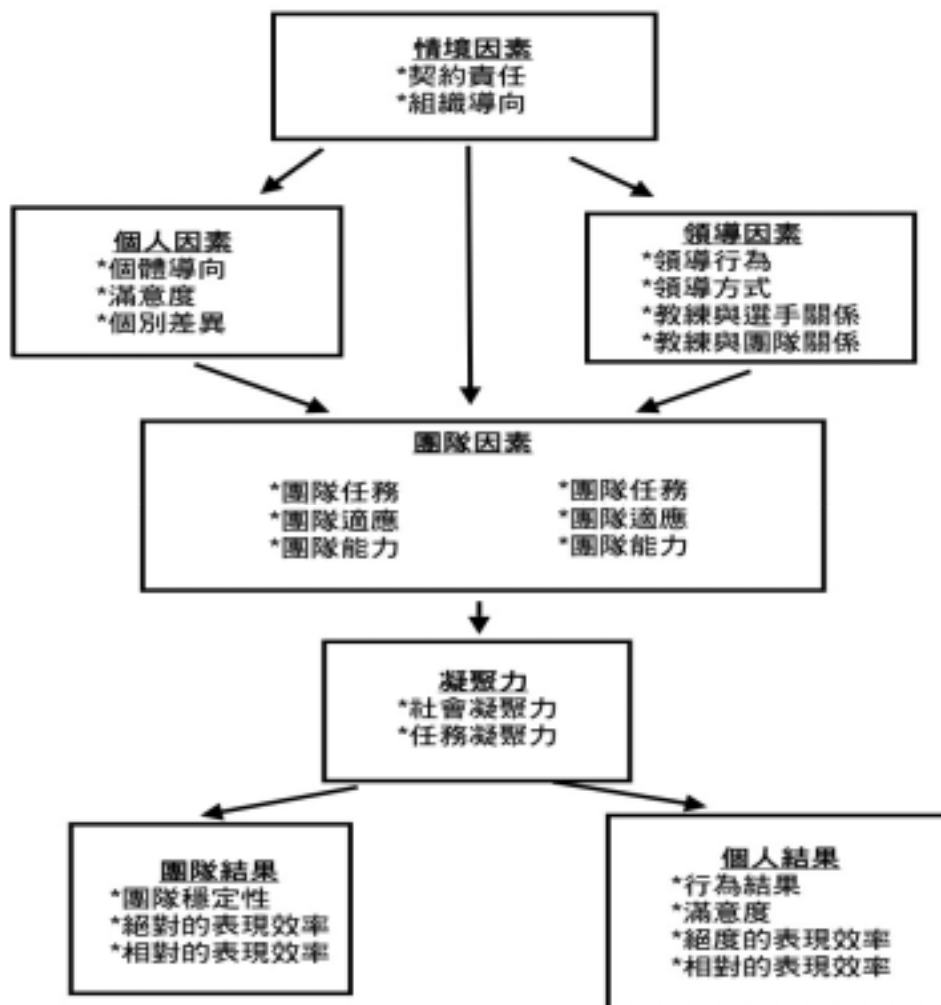 情境因素
*契約責任
*組織導向
個人因素
*個體導向
*滿意度
*個別差異
領導因素
*領導行為
*領導方式
*教練與選手關係
*教練與團隊關係
團隊因素
*團隊任務 *團隊任務
*團隊適應 *團隊適應
*團隊能力 *團隊能力
凝聚力
*社會凝聚力
*任務凝聚力
團隊結果
*團隊穩定性
*絕對的表現效率
*相對的表現效率
個人結果
*行為結果
*滿意度
*絕度的表現效率
*相對的表現效率